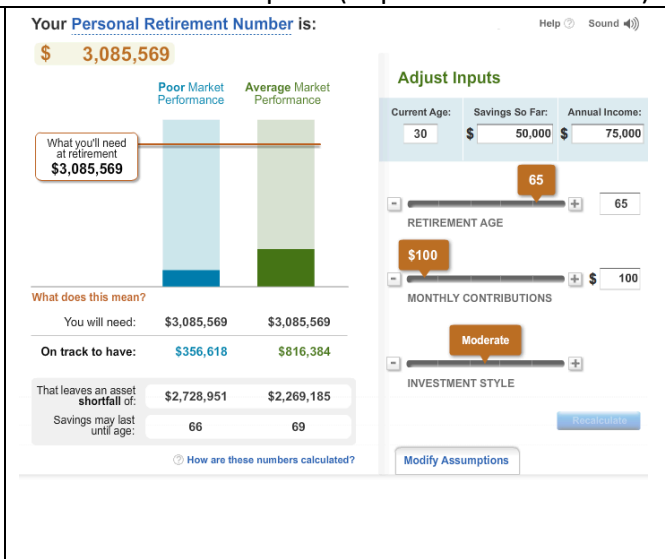 Your Personal Retirement Number is:
Help ? Sound
$ 3,085,569
Poor Market
Performance
Average Market
Performance
What you'll need
at retirement
$3,085,569
What does this mean?
You will need: $3,085,569 $3,085,569
On track to have: $356,618 $816,384
That leaves an asset
shortfall of: $2,728,951 $2,269,185
Savings may last
until age: 66 69
? How are these numbers calculated?
Adjust Inputs
Current Age: Savings So Far: Annual Income:
30 $ 50,000 $ 75,000
65
- + 65
RETIREMENT AGE
$100
- + $ 100
MONTHLY CONTRIBUTIONS
Moderate
- +
INVESTMENT STYLE
Recalculate
Modify Assumptions